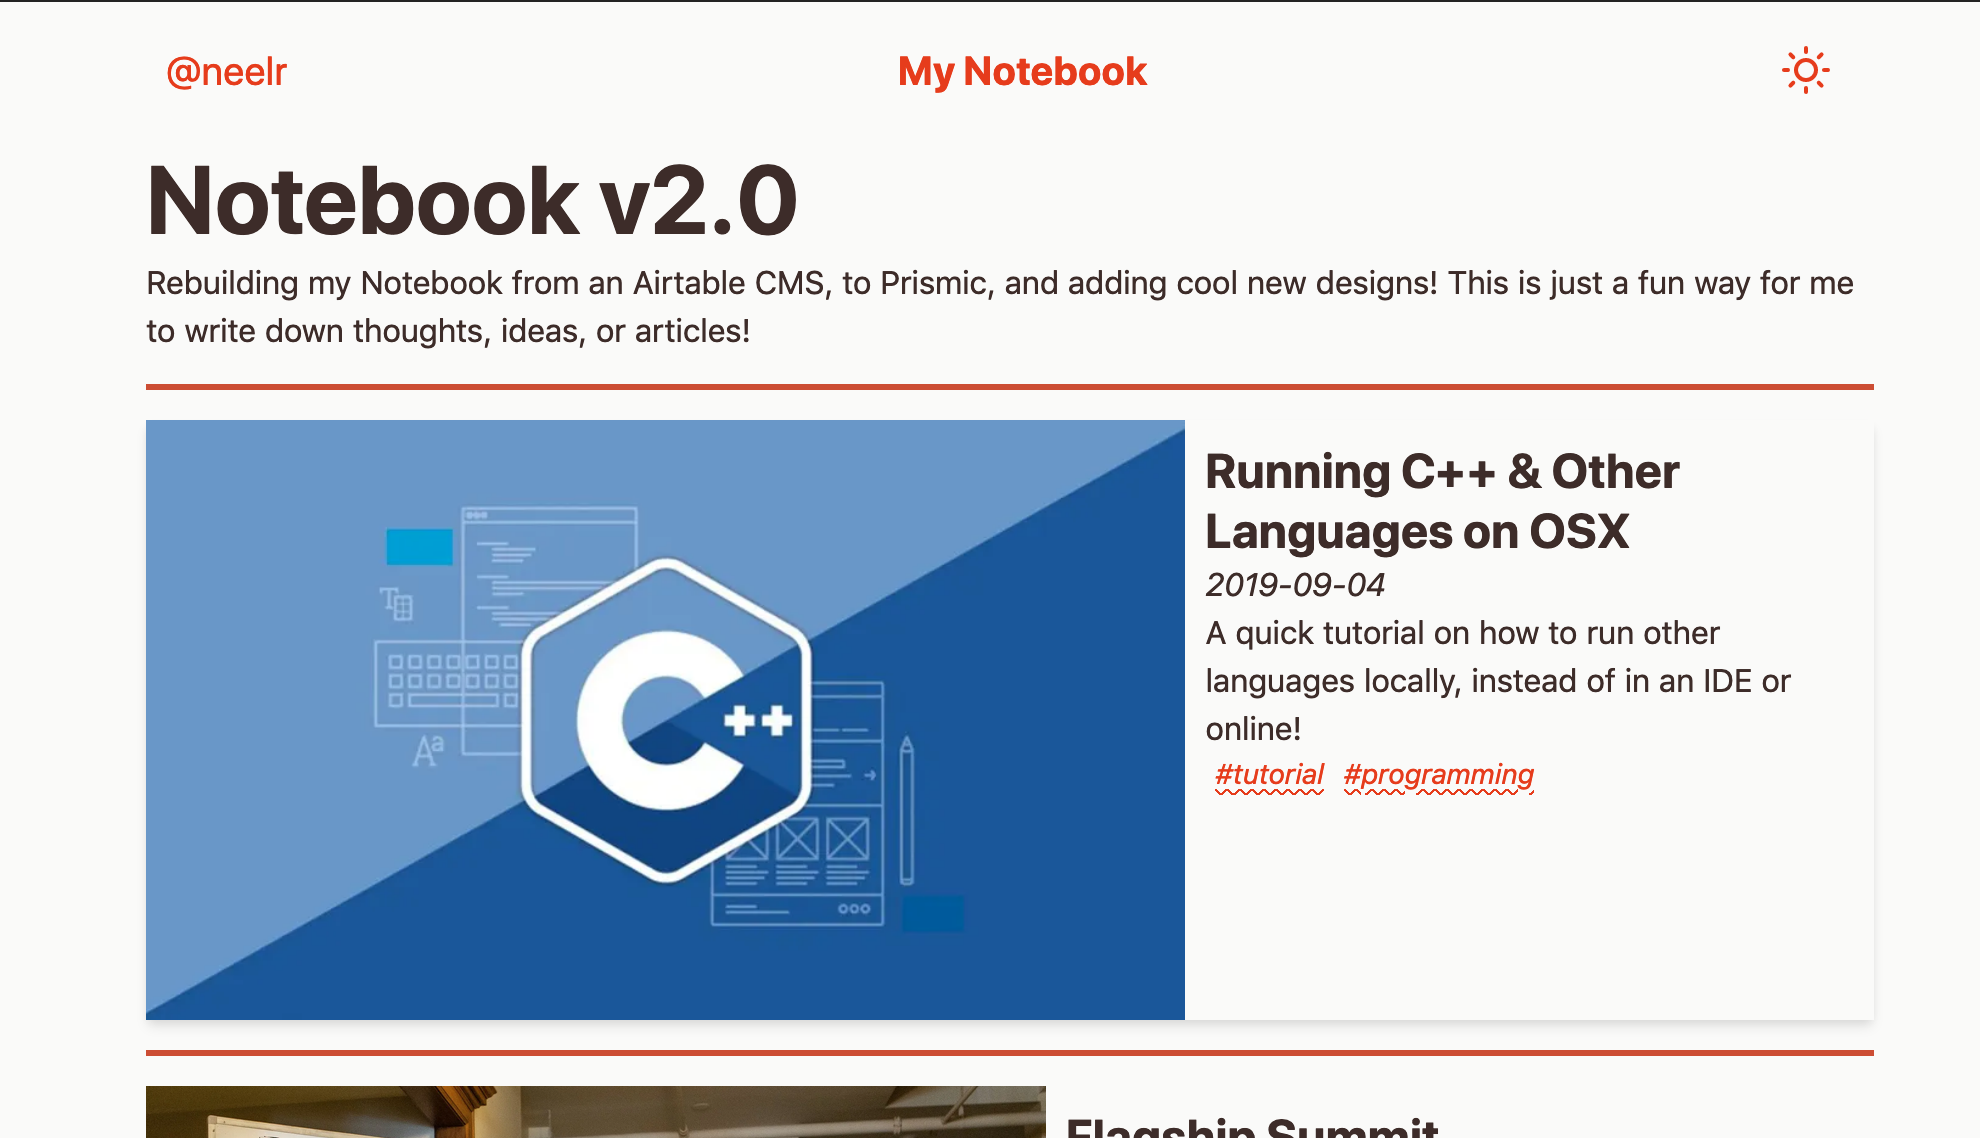 @neelr
My Notebook
Notebook v2.0
Rebuilding my Notebook from an Airtable CMS, to Prismic, and adding cool new designs! This is just a fun way for me
to write down thoughts, ideas, or articles!
T
Aa
C++
Running C++ & Other
Languages on OSX
2019-09-04
A quick tutorial on how to run other
languages locally, instead of in an IDE or
online!
#tutorial #programming
Flagship Summit